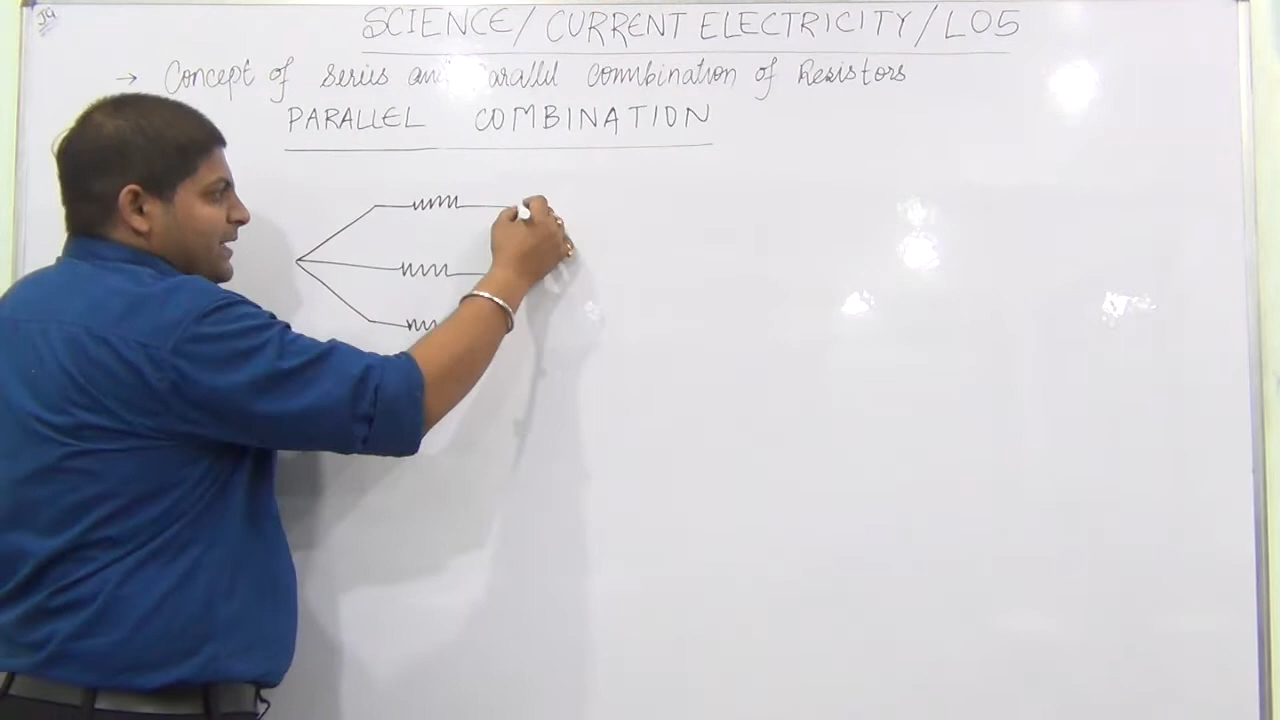 SCIENCE/ CURRENT ELECTRICITY / L05
→ Concept of Series and Parallel Combination of Resistors
PARALLEL COMBINATION